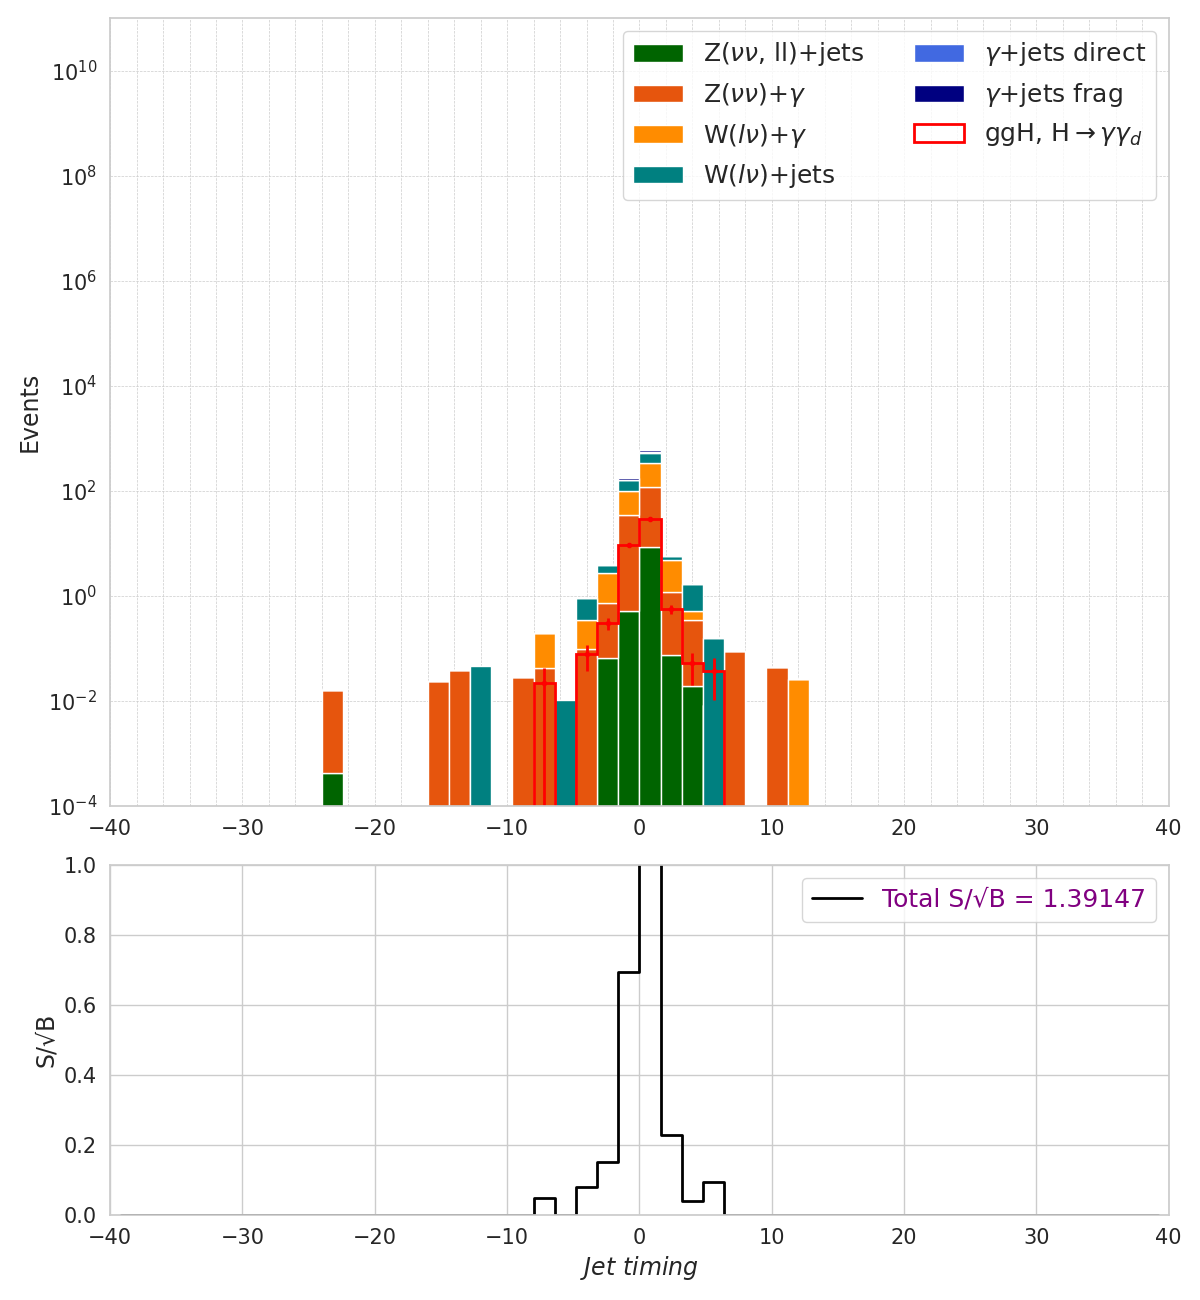 Z(νν, ll)+jets
Z(νν)+γ
W(lν)+γ
W(lν)+jets
γ+jets direct
γ+jets frag
ggH, H→γγ_d
10^10
10^8
10^6
10^4
10^2
10^0
10^−2
10^−4
Events
−40 −30 −20 −10 0 10 20 30 40
Total S/√B = 1.39147
1.0
0.8
0.6
0.4
0.2
0.0
S/√B
−40 −30 −20 −10 0 10 20 30 40
Jet timing